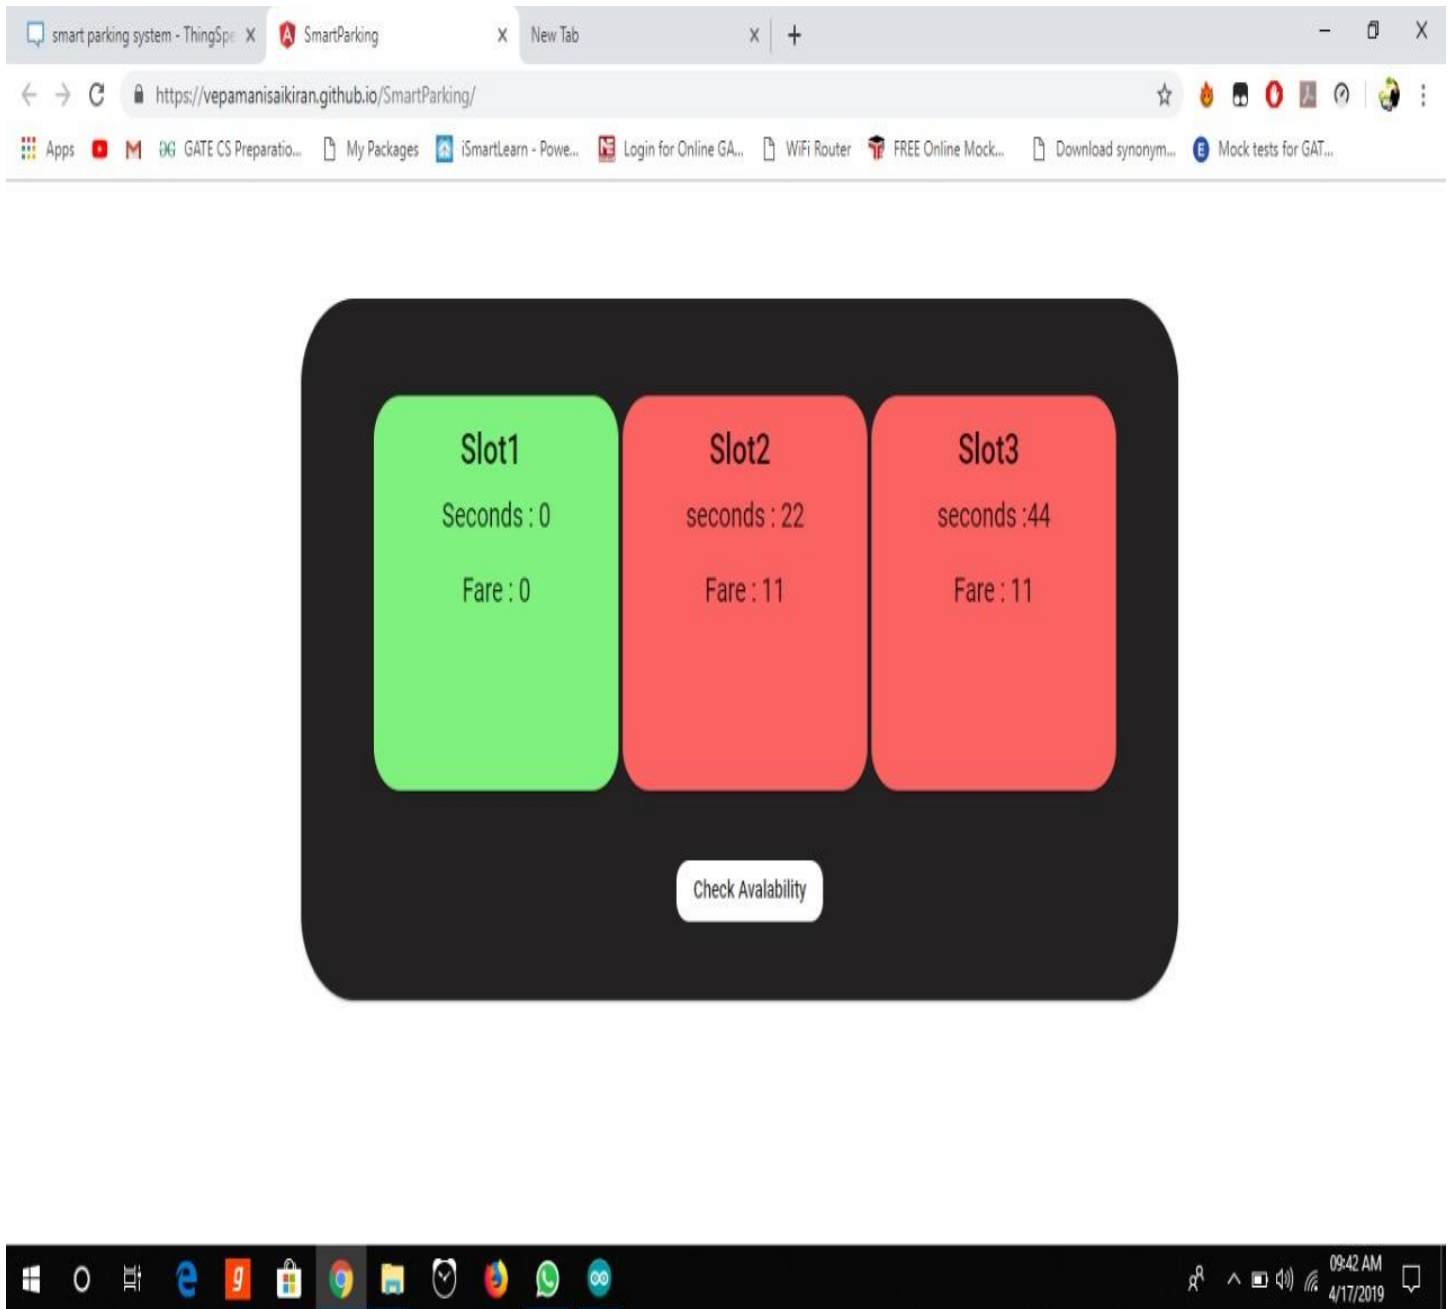 smart parking system - ThingSpe
SmartParking
New Tab
https://vepamanisaikiran.github.io/SmartParking/
Apps
GATE CS Preparatio...
My Packages
iSmartLearn - Powe...
Login for Online GA...
WiFi Router
FREE Online Mock...
Download synonym...
Mock tests for GAT...
Slot1
Seconds : 0
Fare : 0
Slot2
seconds : 22
Fare : 11
Slot3
seconds :44
Fare : 11
Check Avalability
09:42 AM
4/17/2019